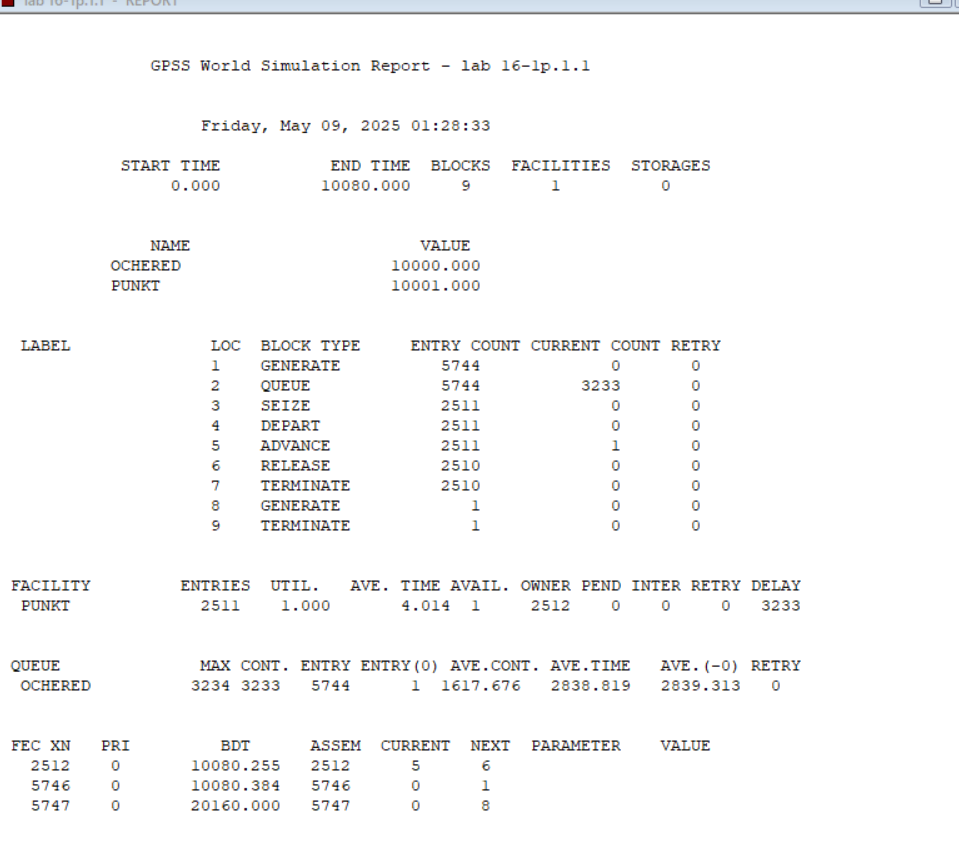 lab 16-1p.1.1 - REPORT
GPSS World Simulation Report - lab 16-1p.1.1
Friday, May 09, 2025 01:28:33
START TIME END TIME BLOCKS FACILITIES STORAGES
0.000 10080.000 9 1 0
NAME VALUE
OCHERED 10000.000
PUNKT 10001.000
LABEL LOC BLOCK TYPE ENTRY COUNT CURRENT COUNT RETRY
1 GENERATE 5744 0 0
2 QUEUE 5744 3233 0
3 SEIZE 2511 0 0
4 DEPART 2511 0 0
5 ADVANCE 2511 1 0
6 RELEASE 2510 0 0
7 TERMINATE 2510 0 0
8 GENERATE 1 0 0
9 TERMINATE 1 0 0
FACILITY ENTRIES UTIL. AVE. TIME AVAIL. OWNER PEND INTER RETRY DELAY
PUNKT 2511 1.000 4.014 1 2512 0 0 0 3233
QUEUE MAX CONT. ENTRY ENTRY(0) AVE.CONT. AVE.TIME AVE.(-0) RETRY
OCHERED 3234 3233 5744 1 1617.676 2838.819 2839.313 0
FEC XN PRI BDT ASSEM CURRENT NEXT PARAMETER VALUE
2512 0 10080.255 2512 5 6
5746 0 10080.384 5746 0 1
5747 0 20160.000 5747 0 8